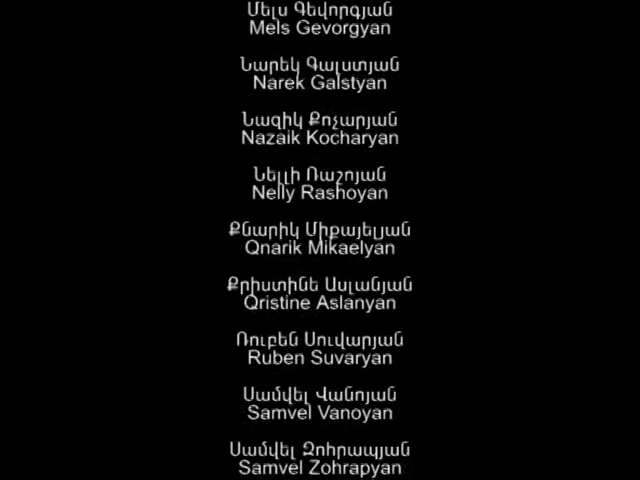 Մելս Գեվորգյան
Mels Gevorgyan
Նարեկ Գալստյան
Narek Galstyan
Նազիկ Քոչարյան
Nazaik Kocharyan
Նելլի Ռաշոյան
Nelly Rashoyan
Քնարիկ Միքայելյան
Qnarik Mikaelyan
Քրիստինե Ասլանյան
Qristine Aslanyan
Ռուբեն Սուվարյան
Ruben Suvaryan
Սամվել Վանոյան
Samvel Vanoyan
Սամվել Զոհրապյան
Samvel Zohrapyan